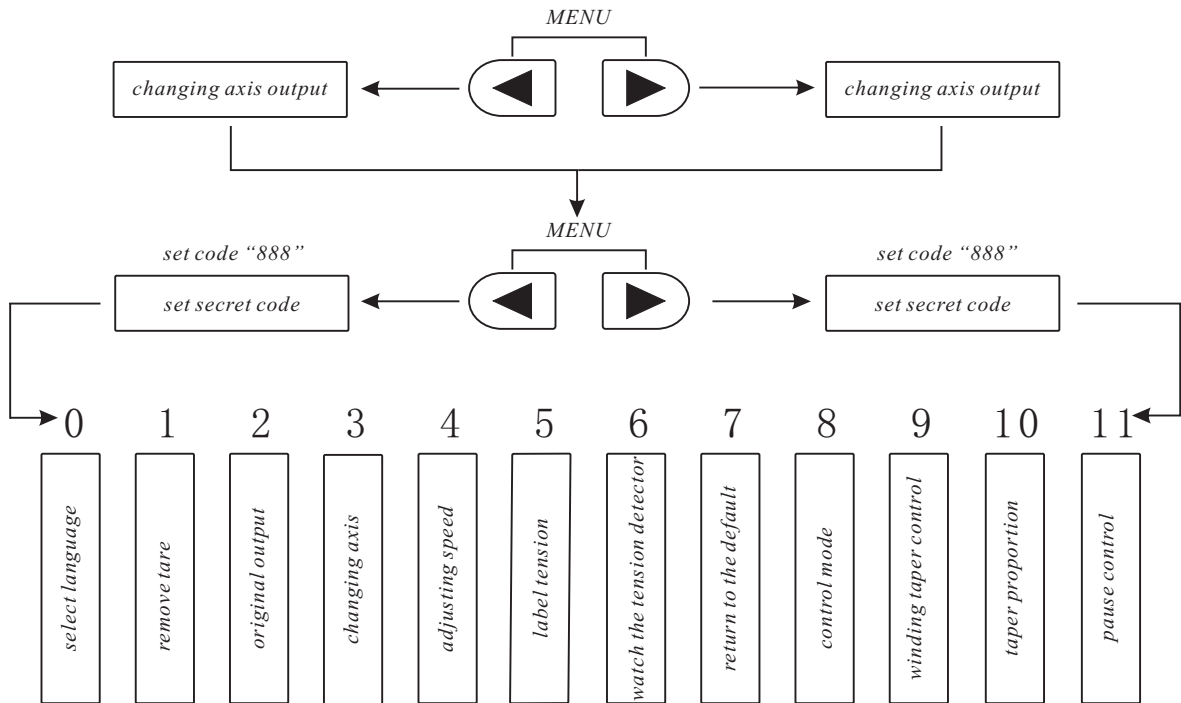 MENU
changing axis output
changing axis output
MENU
set code “888”
set code “888”
set secret code
set secret code
0 1 2 3 4 5 6 7 8 9 10 11
select language
remove tare
original output
changing axis
adjusting speed
label tension
watch the tension detector
return to the default
control mode
winding taper control
taper proportion
pause control